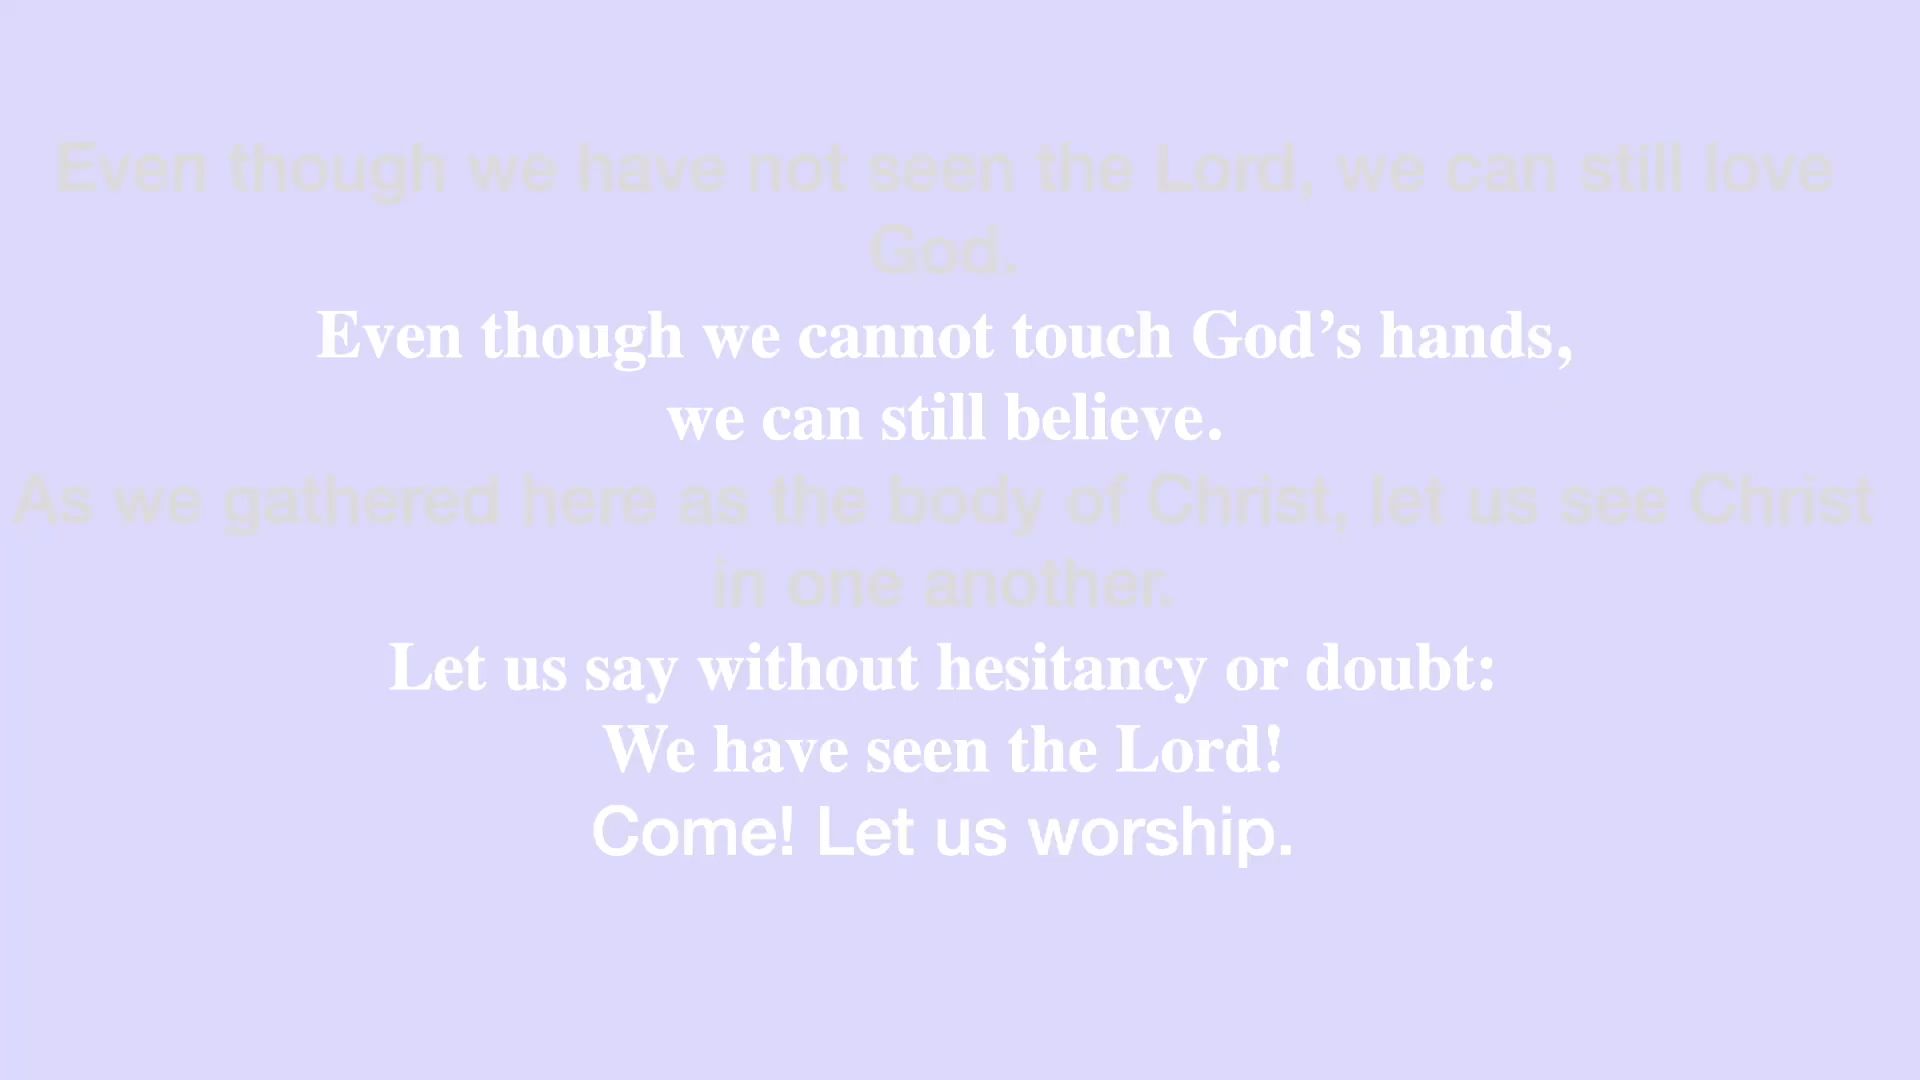 Even though we have not seen the Lord, we can still love
God.
Even though we cannot touch God’s hands,
we can still believe.
As we gathered here as the body of Christ, let us see Christ
in one another.
Let us say without hesitancy or doubt:
We have seen the Lord!
Come! Let us worship.